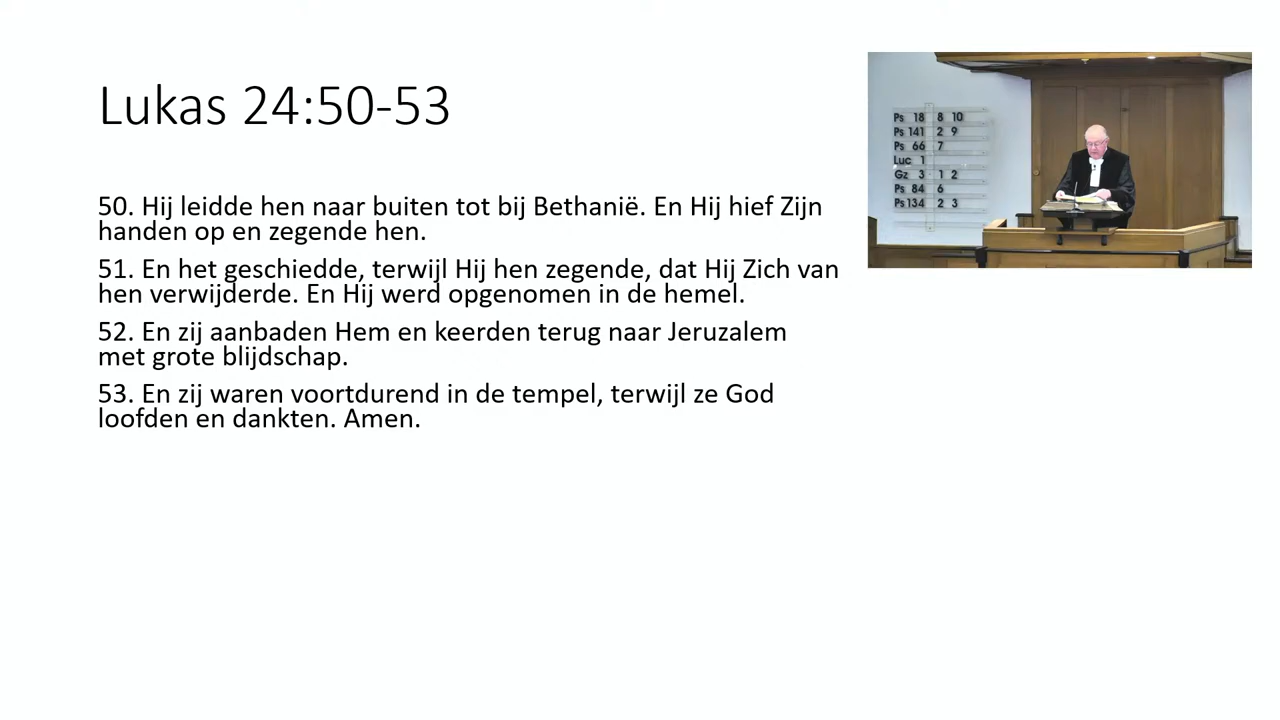 Lukas 24:50-53
50. Hij leidde hen naar buiten tot bij Bethanië. En Hij hief Zijn
handen op en zegende hen.
51. En het geschiedde, terwijl Hij hen zegende, dat Hij Zich van
hen verwijderde. En Hij werd opgenomen in de hemel.
52. En zij aanbaden Hem en keerden terug naar Jeruzalem
met grote blijdschap.
53. En zij waren voortdurend in de tempel, terwijl ze God
loofden en dankten. Amen.
Ps 18 8 10
Ps 141 2 9
Ps 66 7
Luc 1
Gz 3 1 2
Ps 84 6
Ps 134 2 3